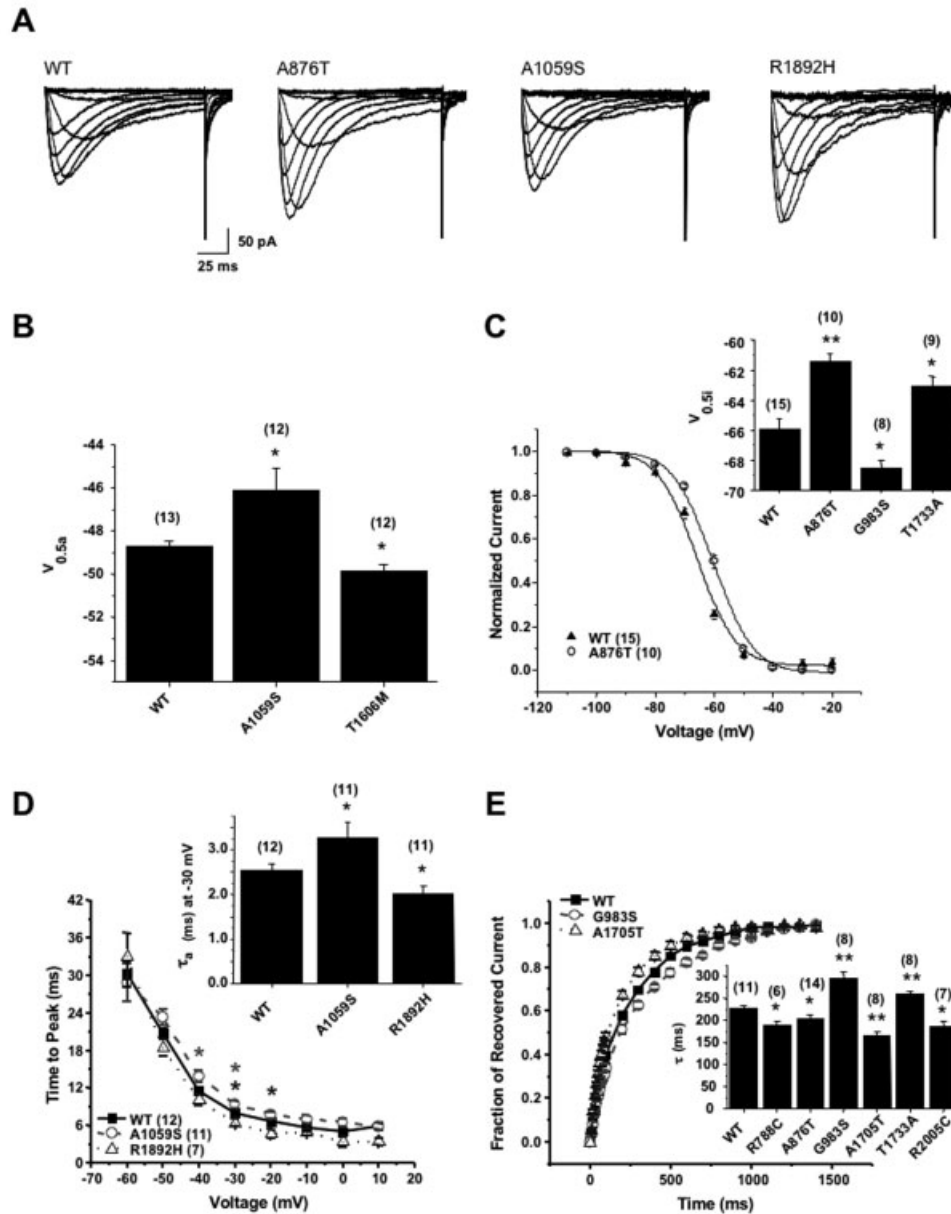 A
WT
A876T
A1059S
R1892H
50 pA
25 ms
B
V0.5a
-44
-46
-48
-50
-52
-54
(13)
(12)
*
(12)
*
WT
A1059S
T1606M
C
Normalized Current
1.0
0.8
0.6
0.4
0.2
0.0
-120 -100 -80 -60 -40 -20
Voltage (mV)
WT (15)
A876T (10)
V0.5i
-60
-62
-64
-66
-68
-70
(15)
(10)
**
(8)
*
(9)
*
WT
A876T
G983S
T1733A
D
Time to Peak (ms)
42
36
30
24
18
12
6
0
-70 -60 -50 -40 -30 -20 -10 0 10 20
Voltage (mV)
* * * *
WT (12)
A1059S (11)
R1892H (7)
τa (ms) at -30 mV
3.0
2.0
1.0
0.0
(12)
(11)
*
(11)
*
WT
A1059S
R1892H
E
Fraction of Recovered Current
1.0
0.8
0.6
0.4
0.2
0.0
0 500 1000 1500
Time (ms)
WT
G983S
A1705T
τ (ms)
300
250
200
150
100
50
0
(11)
(6)
*
(14)
*
(8)
**
(8)
**
(8)
**
(7)
*
WT
R788C
A876T
G983S
A1705T
T1733A
R2005C